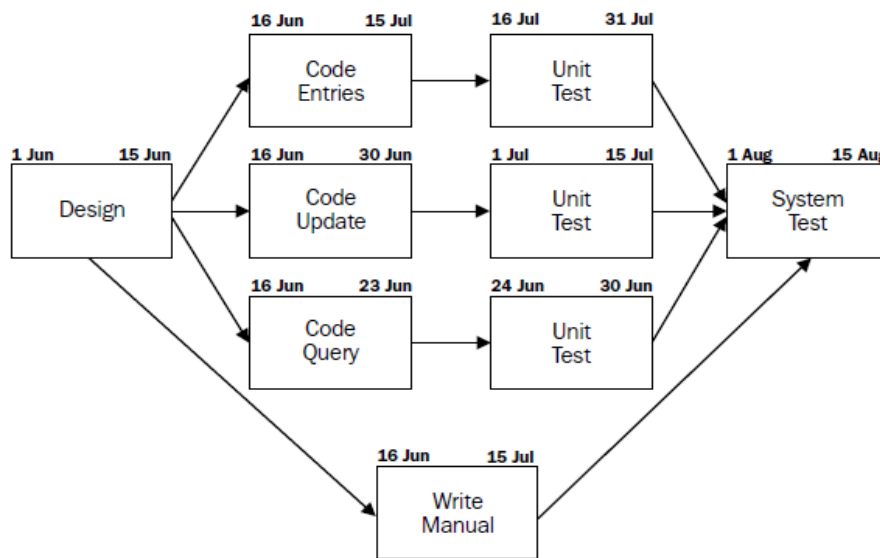 16 Jun 15 Jul
Code
Entries
16 Jul 31 Jul
Unit
Test
1 Jun 15 Jun
Design
16 Jun 30 Jun
Code
Update
1 Jul 15 Jul
Unit
Test
1 Aug 15 Aug
System
Test
16 Jun 23 Jun
Code
Query
24 Jun 30 Jun
Unit
Test
16 Jun 15 Jul
Write
Manual